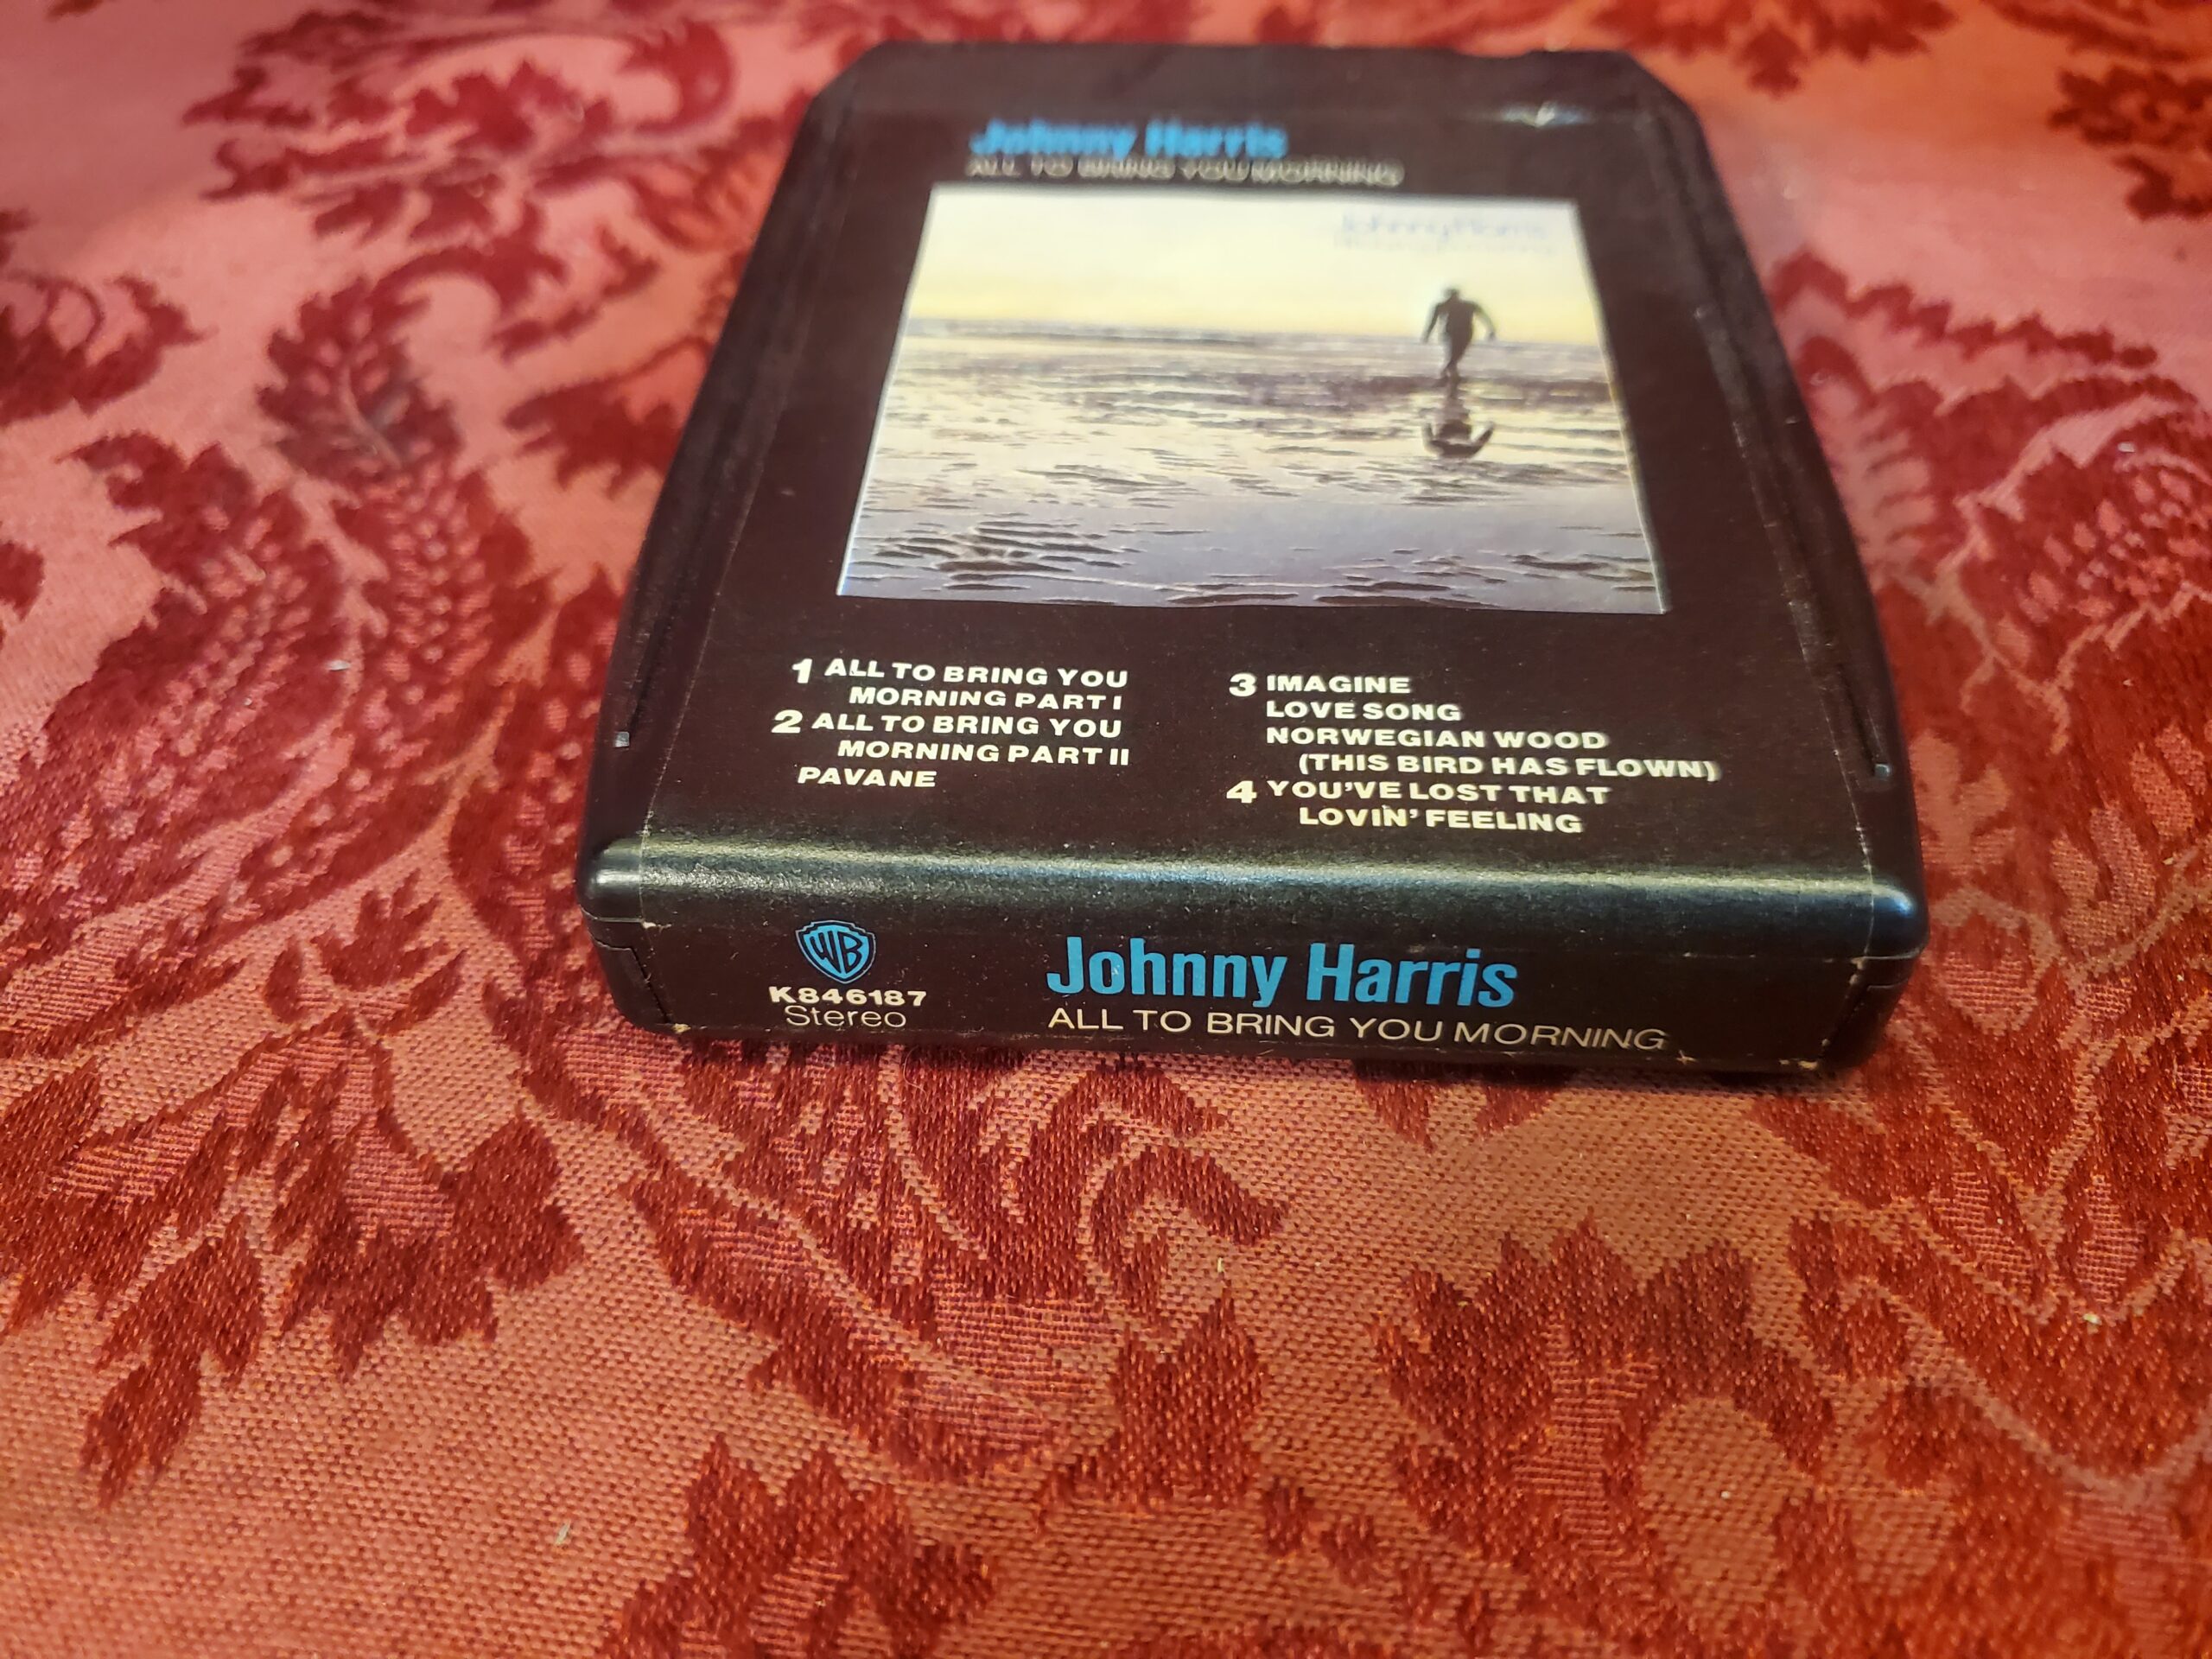 Johnny Harris
ALL TO BRING YOU MORNING
Johnny Harris
1 ALL TO BRING YOU
MORNING PART I
2 ALL TO BRING YOU
MORNING PART II
PAVANE
3 IMAGINE
LOVE SONG
NORWEGIAN WOOD
(THIS BIRD HAS FLOWN)
4 YOU'VE LOST THAT
LOVIN' FEELING
WB
K846187
Stereo
Johnny Harris
ALL TO BRING YOU MORNING